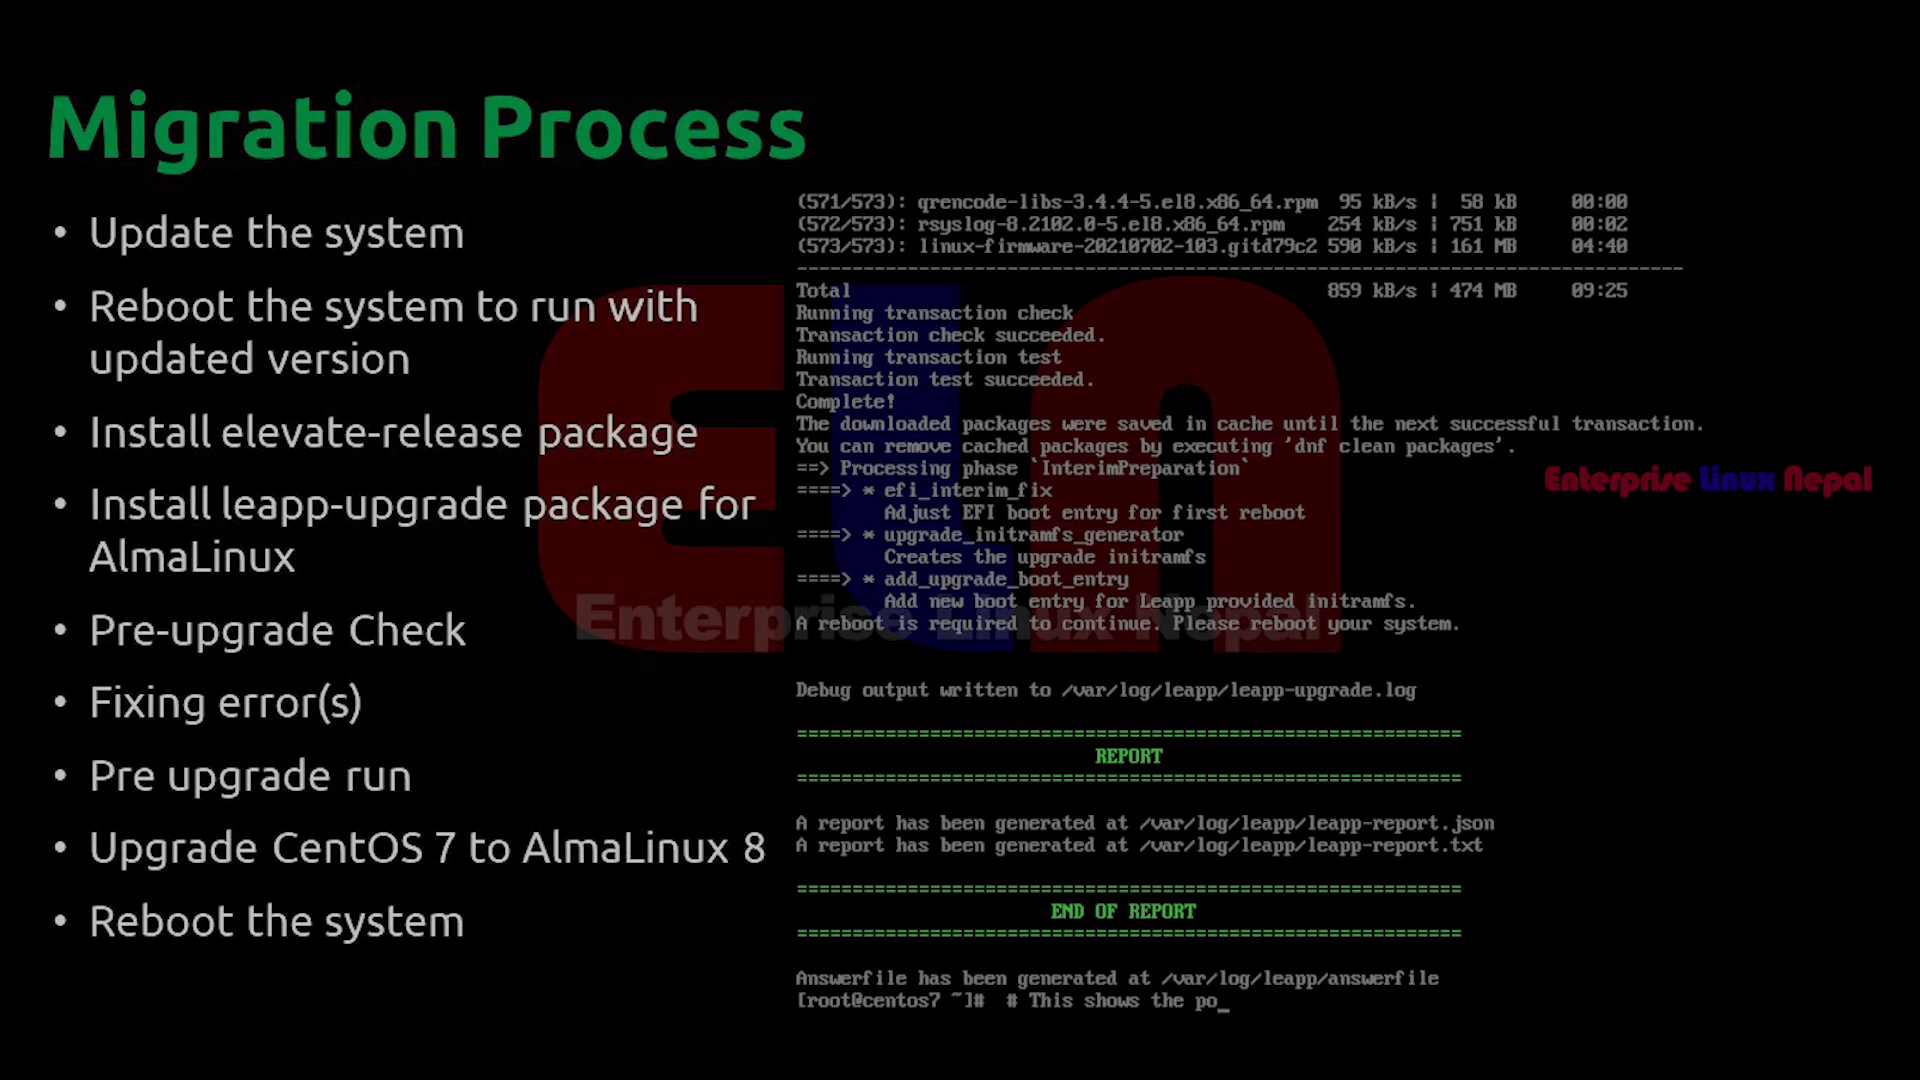 Migration Process
• Update the system
• Reboot the system to run with
updated version
• Install elevate-release package
• Install leapp-upgrade package for
AlmaLinux
• Pre-upgrade Check
• Fixing error(s)
• Pre upgrade run
• Upgrade CentOS 7 to AlmaLinux 8
• Reboot the system
(571/573): qrencode-libs-3.4.4-5.el8.x86_64.rpm  95 kB/s |  58 kB     00:00
(572/573): rsyslog-8.2102.0-5.el8.x86_64.rpm    254 kB/s | 751 kB     00:02
(573/573): linux-firmware-20210702-103.gitd79c2 590 kB/s | 161 MB     04:40
--------------------------------------------------------------------------------
Total                                           859 kB/s | 474 MB     09:25
Running transaction check
Transaction check succeeded.
Running transaction test
Transaction test succeeded.
Complete!
The downloaded packages were saved in cache until the next successful transaction.
You can remove cached packages by executing 'dnf clean packages'.
==> Processing phase `InterimPreparation`
====> * efi_interim_fix
        Adjust EFI boot entry for first reboot
====> * upgrade_initramfs_generator
        Creates the upgrade initramfs
====> * add_upgrade_boot_entry
        Add new boot entry for Leapp provided initramfs.
A reboot is required to continue. Please reboot your system.
Debug output written to /var/log/leapp/leapp-upgrade.log
============================================================
REPORT
============================================================
A report has been generated at /var/log/leapp/leapp-report.json
A report has been generated at /var/log/leapp/leapp-report.txt
============================================================
END OF REPORT
============================================================
Answerfile has been generated at /var/log/leapp/answerfile
[root@centos7 ~]#  # This shows the po_
ELN
Enterprise Linux Nepal
Enterprise Linux Nepal